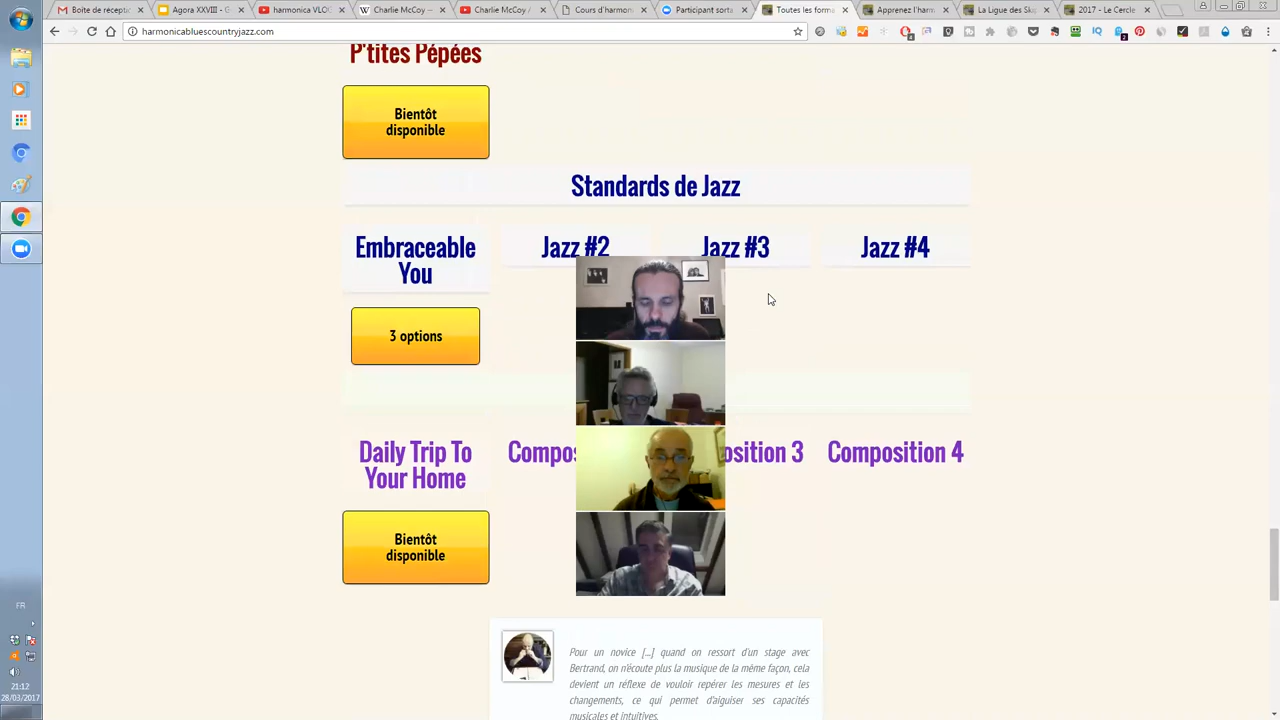 Boîte de récepti
Agora XXVIII - G
harmonica VLOG
Charlie McCoy —
Charlie McCoy /
Cours d'harmon
Participant sorta
Toutes les forma
Apprenez l'harm
La Ligue des Sk
2017 - Le Cercle
harmonicabluescountryjazz.com
P'tites Pépées
Bientôt
disponible
Standards de Jazz
Embraceable
You
Jazz #2
Jazz #3
Jazz #4
3 options
Daily Trip To
Your Home
Compos
osition 3
Composition 4
Bientôt
disponible
Pour un novice [...] quand on ressort d'un stage avec
Bertrand, on n'écoute plus la musique de la même façon, cela
devient un réflexe de vouloir repérer les mesures et les
changements, ce qui permet d'aiguiser ses capacités
musicales et intuitives.
FR
21:12
28/03/2017